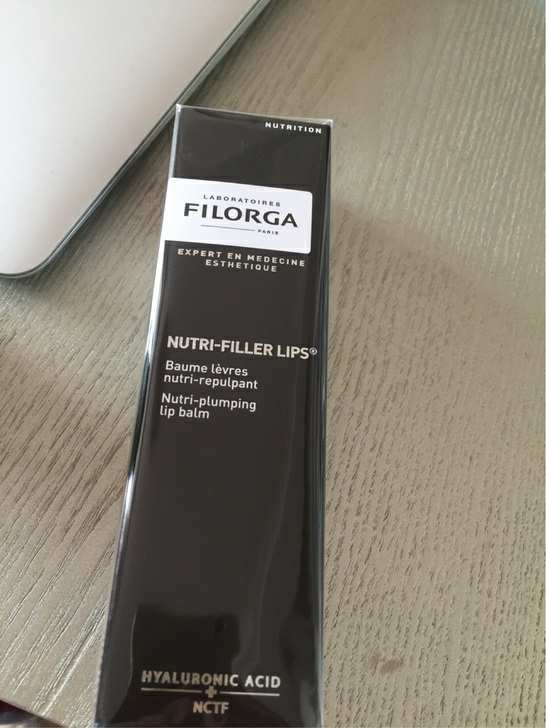 NUTRITION
LABORATOIRES
FILORGA
PARIS
EXPERT EN MEDECINE
ESTHETIQUE
NUTRI-FILLER LIPS®
Baume lèvres
nutri-repulpant
Nutri-plumping
lip balm
HYALURONIC ACID
+
NCTF